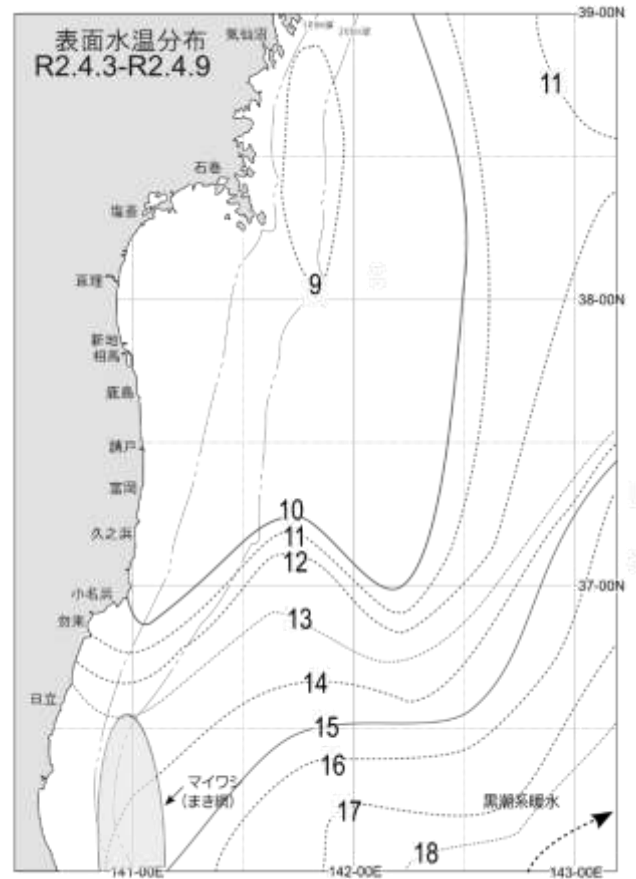 表面水温分布
R2.4.3-R2.4.9
気仙沼
39-00N
11
石巻
塩釜
亘理
9
38-00N
新地
相馬
鹿島
請戸
富岡
久之浜
10
11
12
37-00N
小名浜
勿来
13
日立
14
15
マイワシ
(まき網)
16
17
黒潮系暖水
18
141-00E
142-00E
143-00E